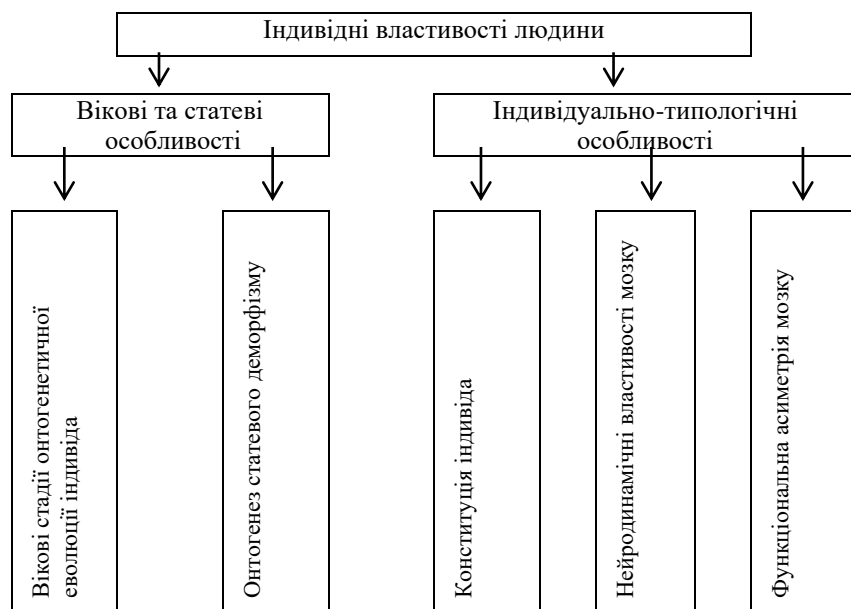 Індивідні властивості людини
Вікові та статеві
особливості
Індивідуально-типологічні
особливості
Вікові стадії онтогенетичної
еволюції індивіда
Онтогенез статевого деморфізму
Конституція індивіда
Нейродинамічні властивості мозку
Функціональна асиметрія мозку